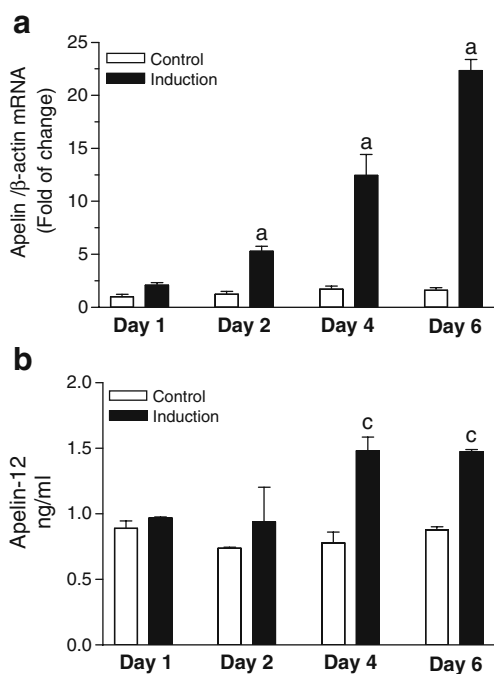 a
Apelin /β-actin mRNA
(Fold of change)
25
20
15
10
5
0
Control
Induction
a
a
a
Day 1
Day 2
Day 4
Day 6
b
Apelin-12
ng/ml
2.0
1.5
1.0
0.5
0.0
Control
Induction
c
c
Day 1
Day 2
Day 4
Day 6